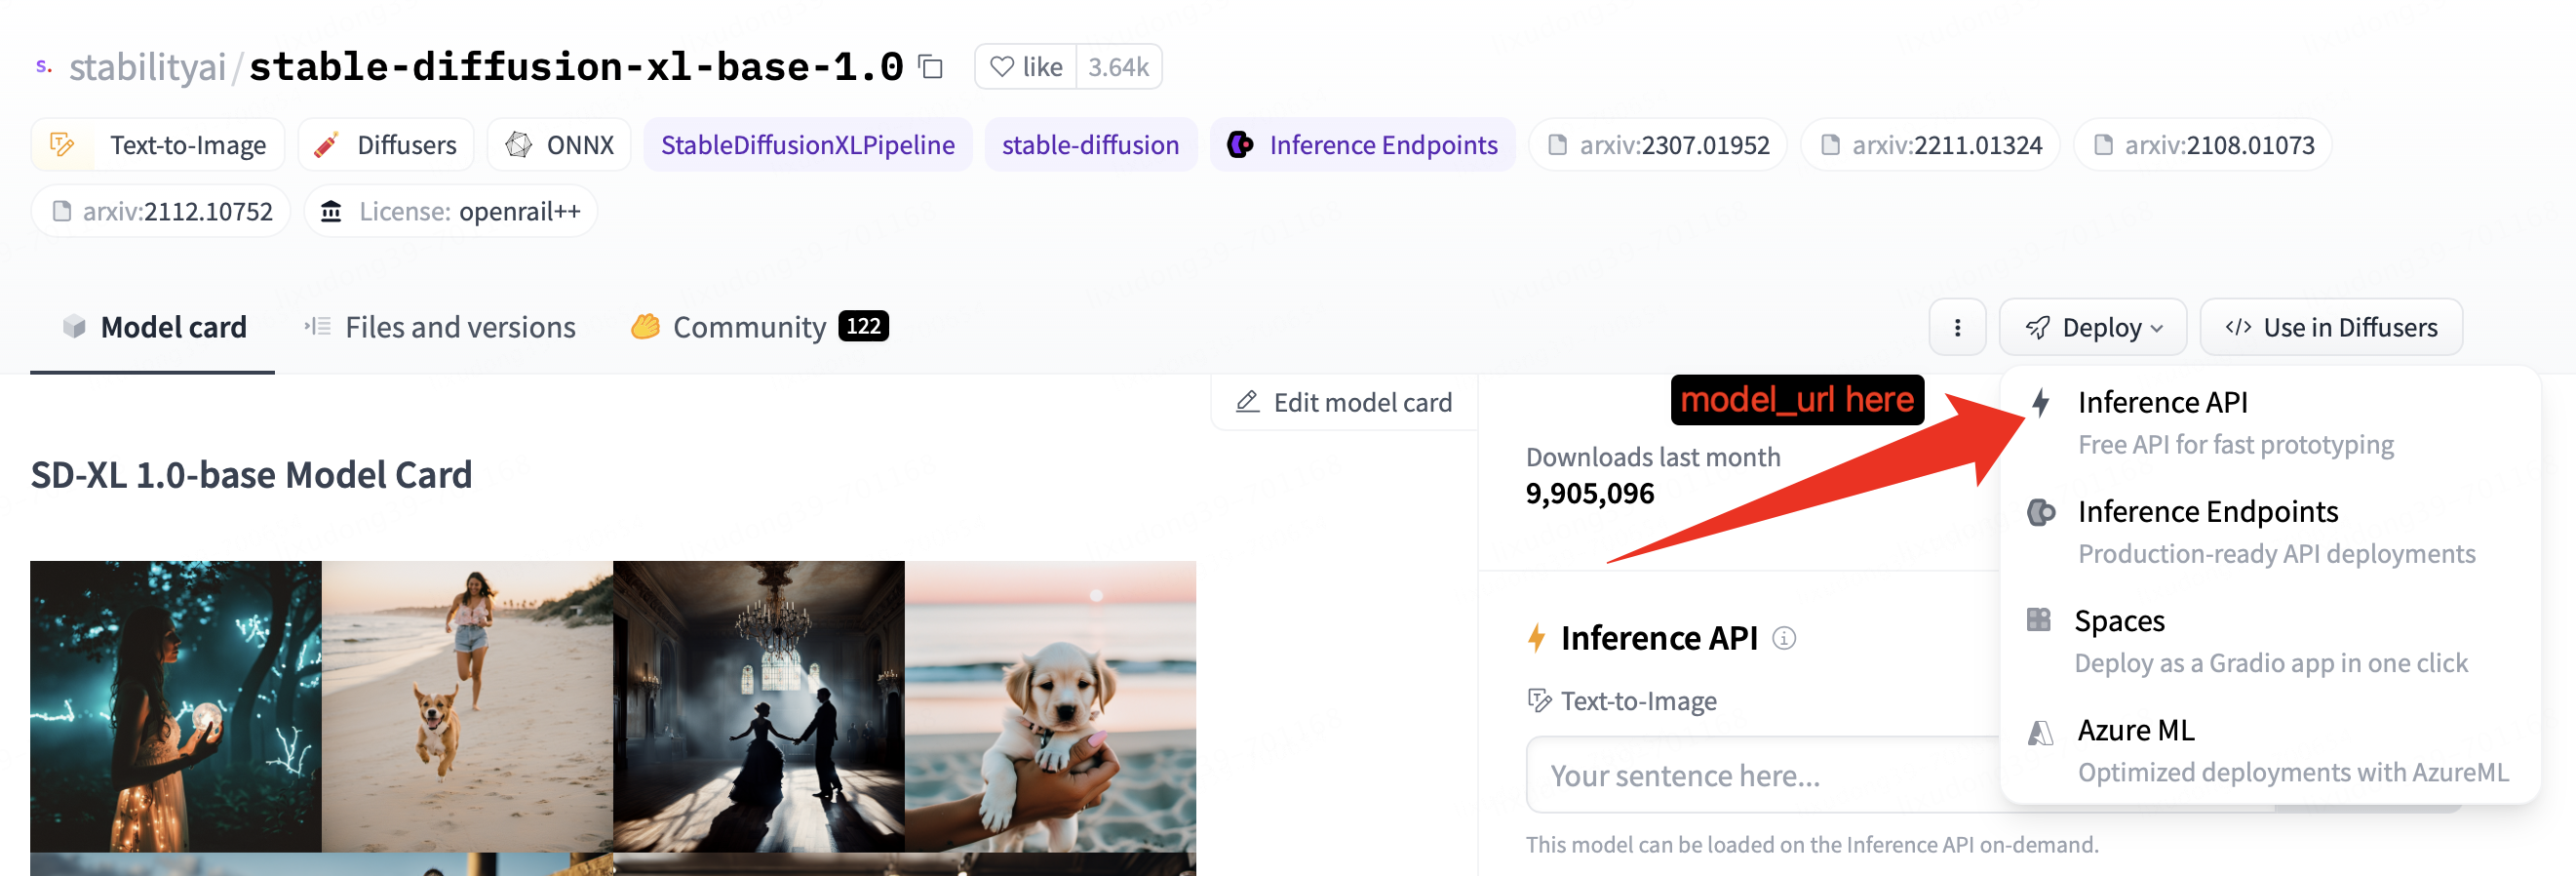 s. stabilityai/stable-diffusion-xl-base-1.0 like 3.64k
Text-to-Image Diffusers ONNX StableDiffusionXLPipeline stable-diffusion Inference Endpoints arxiv:2307.01952 arxiv:2211.01324 arxiv:2108.01073
arxiv:2112.10752 License: openrail++
Model card Files and versions Community 122 Deploy Use in Diffusers
Edit model card
SD-XL 1.0-base Model Card
model_url here
Downloads last month
9,905,096
Inference API
Text-to-Image
Your sentence here...
This model can be loaded on the Inference API on-demand.
Inference API
Free API for fast prototyping
Inference Endpoints
Production-ready API deployments
Spaces
Deploy as a Gradio app in one click
Azure ML
Optimized deployments with AzureML